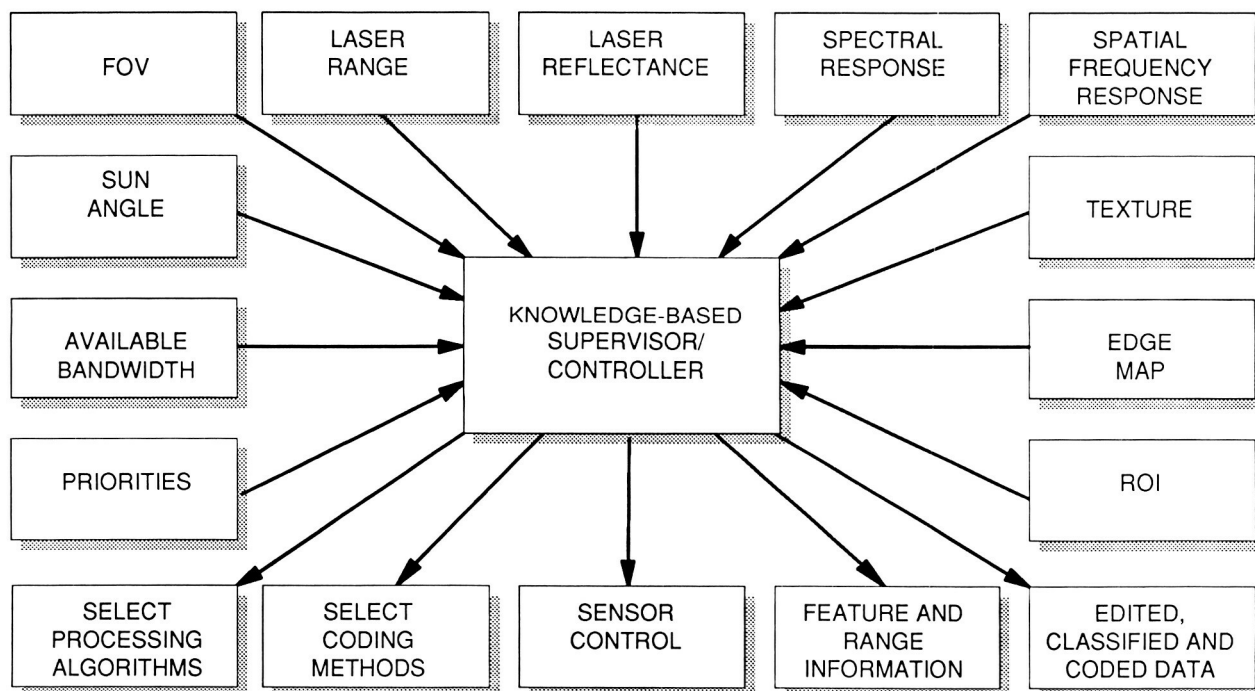 FOV
LASER
RANGE
LASER
REFLECTANCE
SPECTRAL
RESPONSE
SPATIAL
FREQUENCY
RESPONSE
SUN
ANGLE
TEXTURE
KNOWLEDGE-BASED
SUPERVISOR/
CONTROLLER
AVAILABLE
BANDWIDTH
EDGE
MAP
PRIORITIES
ROI
SELECT
PROCESSING
ALGORITHMS
SELECT
CODING
METHODS
SENSOR
CONTROL
FEATURE AND
RANGE
INFORMATION
EDITED,
CLASSIFIED AND
CODED DATA